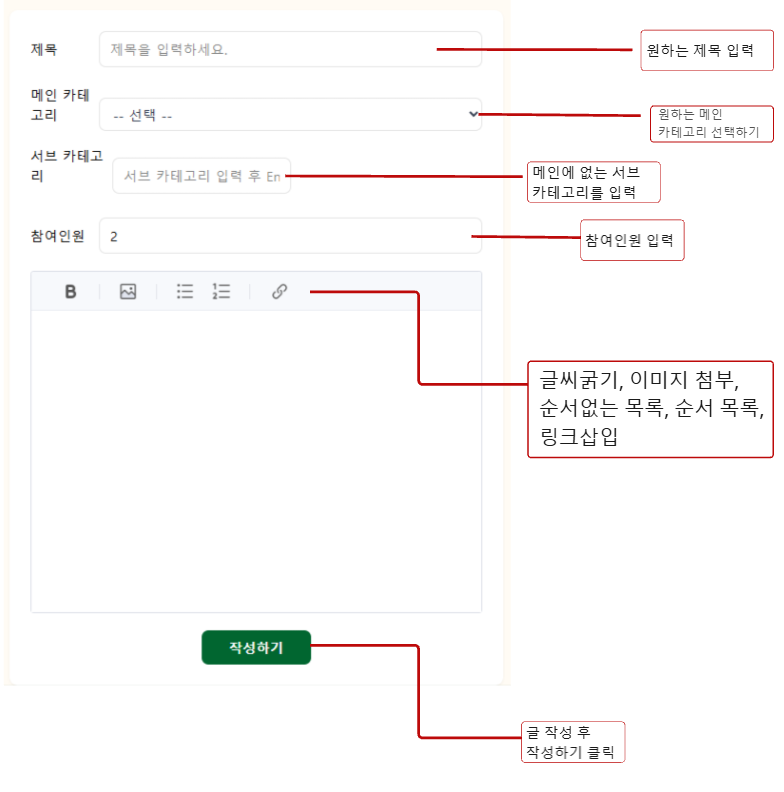 제목
제목을 입력하세요.
원하는 제목 입력
메인 카테
고리
-- 선택 --
원하는 메인
카테고리 선택하기
서브 카테고
리
서브 카테고리 입력 후 En
메인에 없는 서브
카테고리를 입력
참여인원
2
참여인원 입력
B
글씨굵기, 이미지 첨부,
순서없는 목록, 순서 목록,
링크삽입
작성하기
글 작성 후
작성하기 클릭